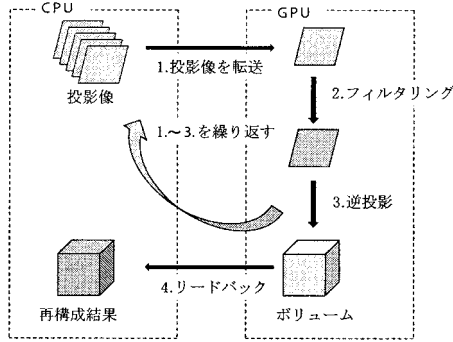 CPU
GPU
1.投影像を転送
投影像
2.フィルタリング
1.～3.を繰り返す
3.逆投影
4.リードバック
再構成結果
ボリューム